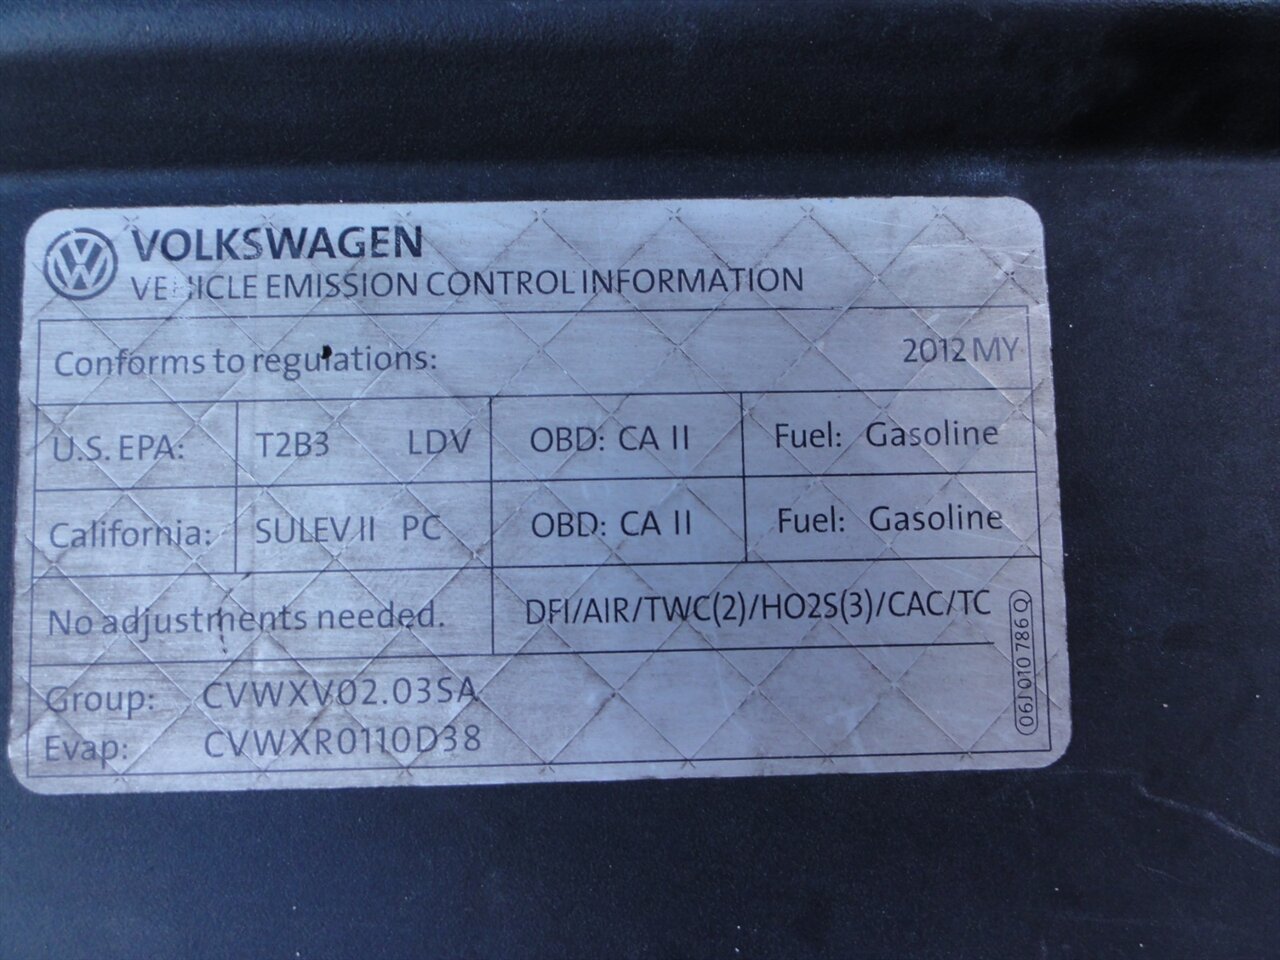 VOLKSWAGEN
VEHICLE EMISSION CONTROL INFORMATION
Conforms to regulations: 2012 MY
U.S. EPA: T2B3 LDV OBD: CA II Fuel: Gasoline
California: SULEV II PC OBD: CA II Fuel: Gasoline
No adjustments needed. DFI/AIR/TWC(2)/HO2S(3)/CAC/TC
Group: CVWXV02.03SA
Evap: CVWXR0110D38
06J 010 786 Q